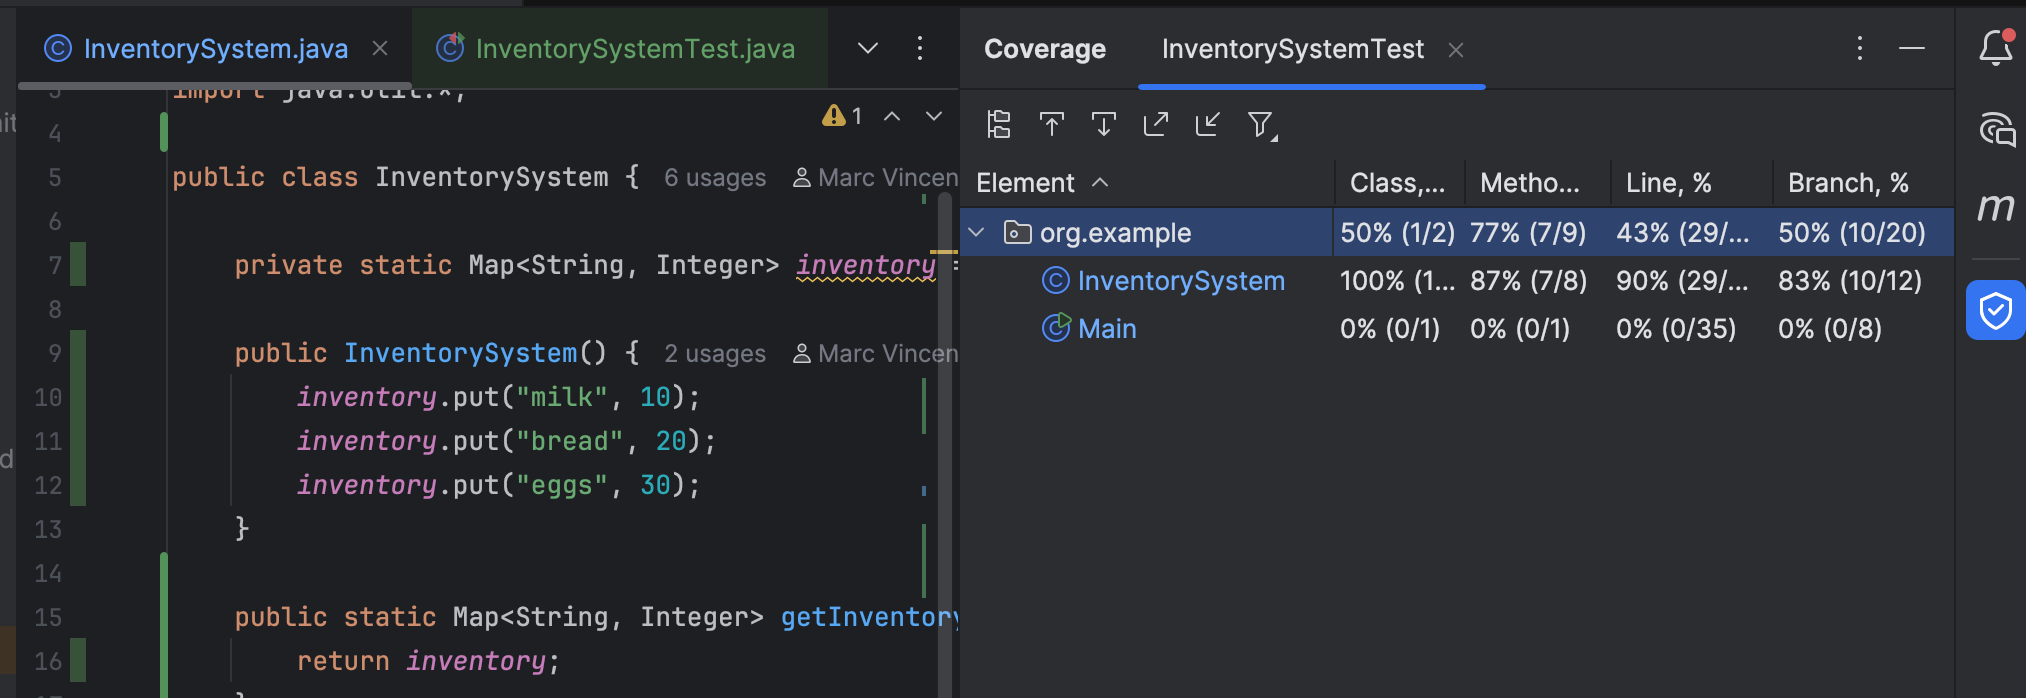 InventorySystem.java
InventorySystemTest.java
Coverage
InventorySystemTest
import java.util.*;
1
4
5 public class InventorySystem { 6 usages Marc Vincen
6
7 private static Map<String, Integer> inventory =
8
9 public InventorySystem() { 2 usages Marc Vincen
10 inventory.put("milk", 10);
11 inventory.put("bread", 20);
12 inventory.put("eggs", 30);
13 }
14
15 public static Map<String, Integer> getInventory
16 return inventory;
Element Class,... Metho... Line, % Branch, %
org.example 50% (1/2) 77% (7/9) 43% (29/... 50% (10/20)
InventorySystem 100% (1... 87% (7/8) 90% (29/... 83% (10/12)
Main 0% (0/1) 0% (0/1) 0% (0/35) 0% (0/8)
m